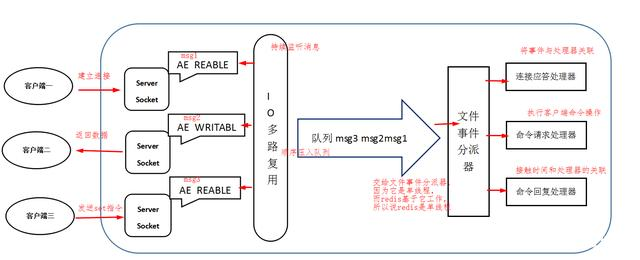 客户端一
建立连接
Server
Socket
msg1
AE REABLE
持续监听消息
客户端二
返回数据
Server
Socket
msg2
AE WRITABL
客户端三
发送set指令
Server
Socket
msg3
AE REABLE
IO多路复用
队列 msg3 msg2msg1
顺序压入队列
交给文件事件分派器,
因为它是单线程,
而redis基于它工作,
所以说redis是单线程
文件事件分派器
将事件与处理器关联
连接应答处理器
执行客户端命令操作
命令请求处理器
接触时间和处理器的关联
命令回复处理器